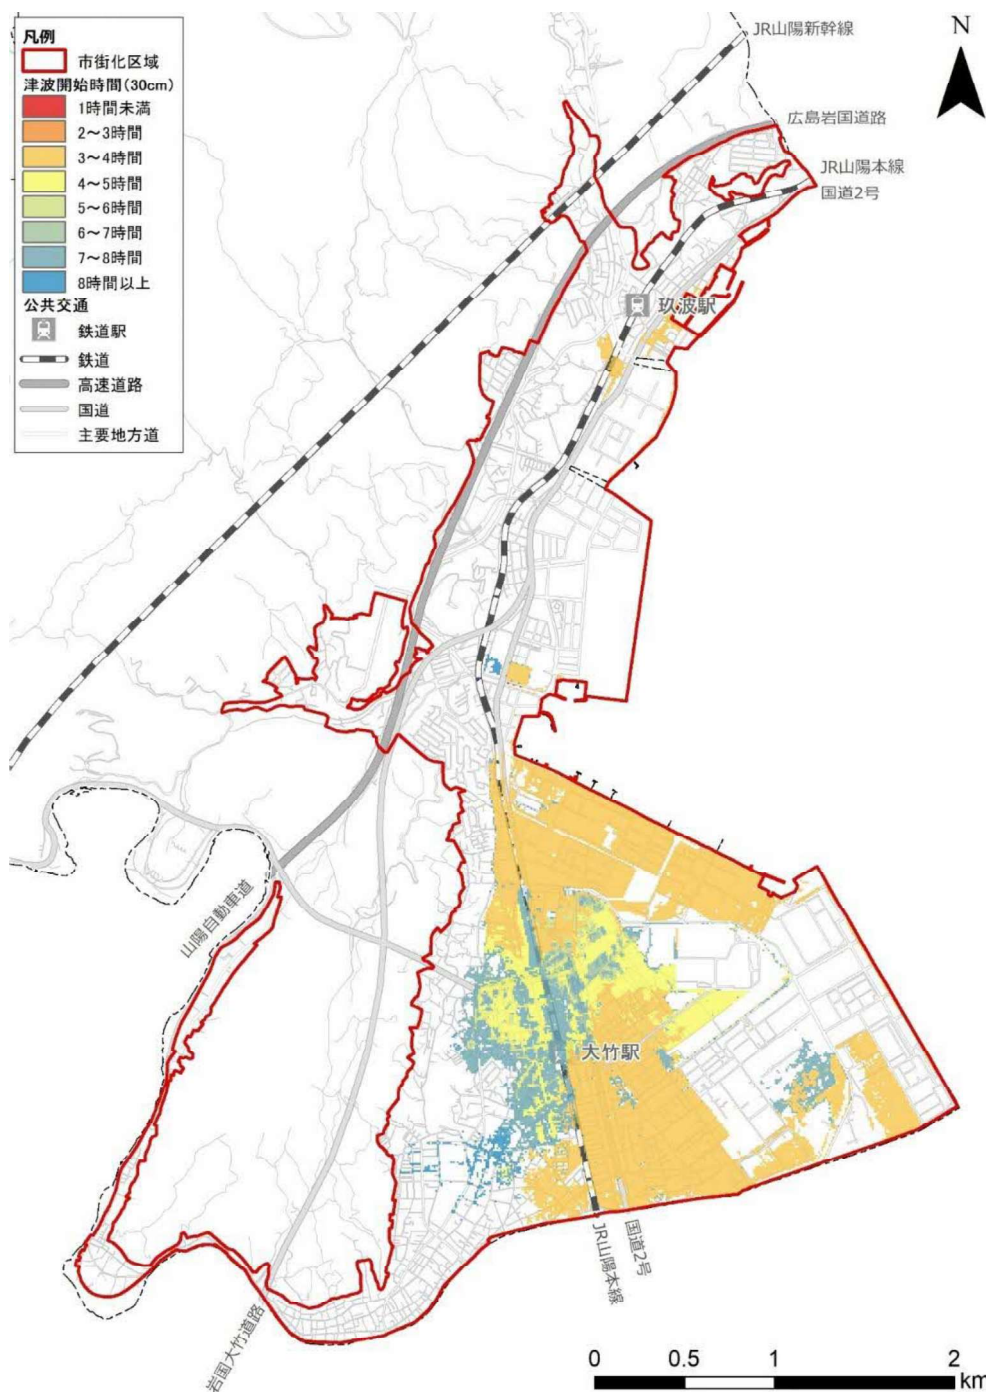 凡例
市街化区域
津波開始時間(30cm)
1時間未満
2～3時間
3～4時間
4～5時間
5～6時間
6～7時間
7～8時間
8時間以上
公共交通
鉄道駅
鉄道
高速道路
国道
主要地方道
N
JR山陽新幹線
広島岩国道路
JR山陽本線
国道2号
玖波駅
山陽自動車道
大竹駅
JR山陽本線
国道2号
岩国大竹道路
0 0.5 1 2
km